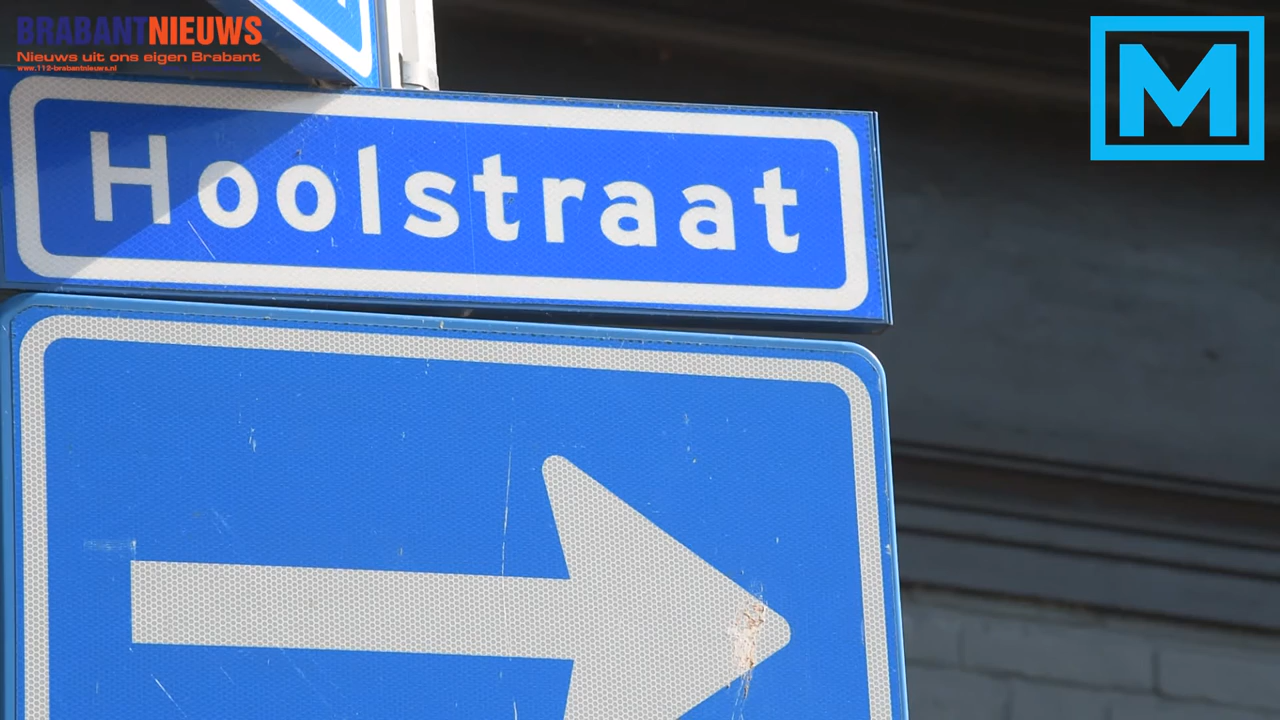 BRABANTNIEUWS
Nieuws uit ons eigen Brabant
www.112-brabantnieuws.nl
M
Hoolstraat